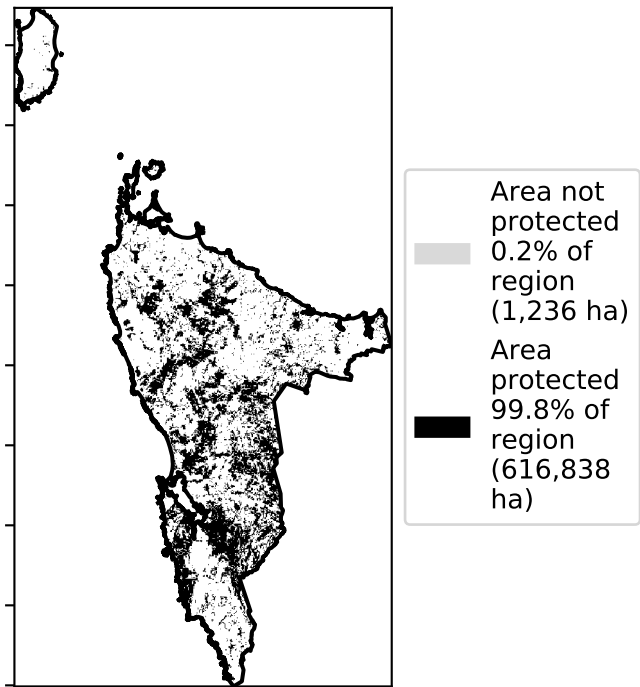 Area not
protected
0.2% of
region
(1,236 ha)
Area
protected
99.8% of
region
(616,838
ha)